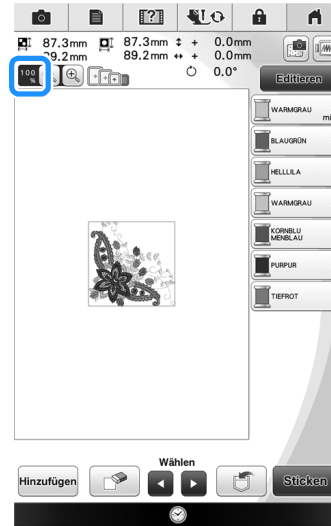 87.3mm 87.3mm + 0.0mm
89.2mm 89.2mm + 0.0mm
100 % 0.0°
Editieren
WARMGRAU
mi
BLAUGRÜN
HELLLILA
WARMGRAU
KORNBLU
MENBLAU
PURPUR
TIEFROT
Wählen
Hinzufügen
Sticken